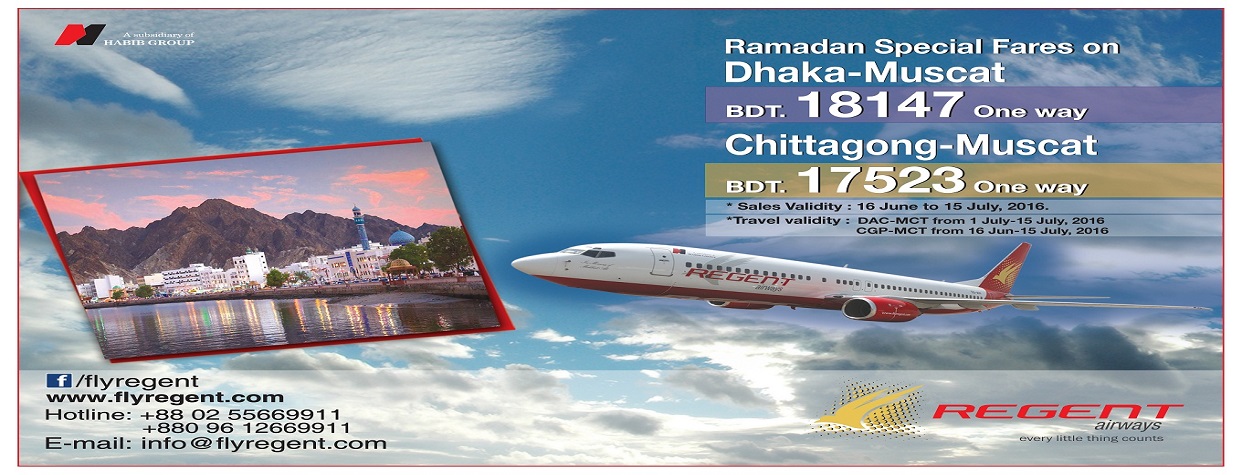 A subsidiary of
HABIB GROUP
Ramadan Special Fares on
Dhaka-Muscat
BDT. 18147 One way
Chittagong-Muscat
BDT. 17523 One way
* Sales Validity : 16 June to 15 July, 2016.
*Travel validity : DAC-MCT from 1 July-15 July, 2016
CGP-MCT from 16 Jun-15 July, 2016
REGENT
airways
f/flyregent
www.flyregent.com
Hotline: +88 02 55669911
+880 96 12669911
E-mail: info@flyregent.com
REGENT
airways
every little thing counts